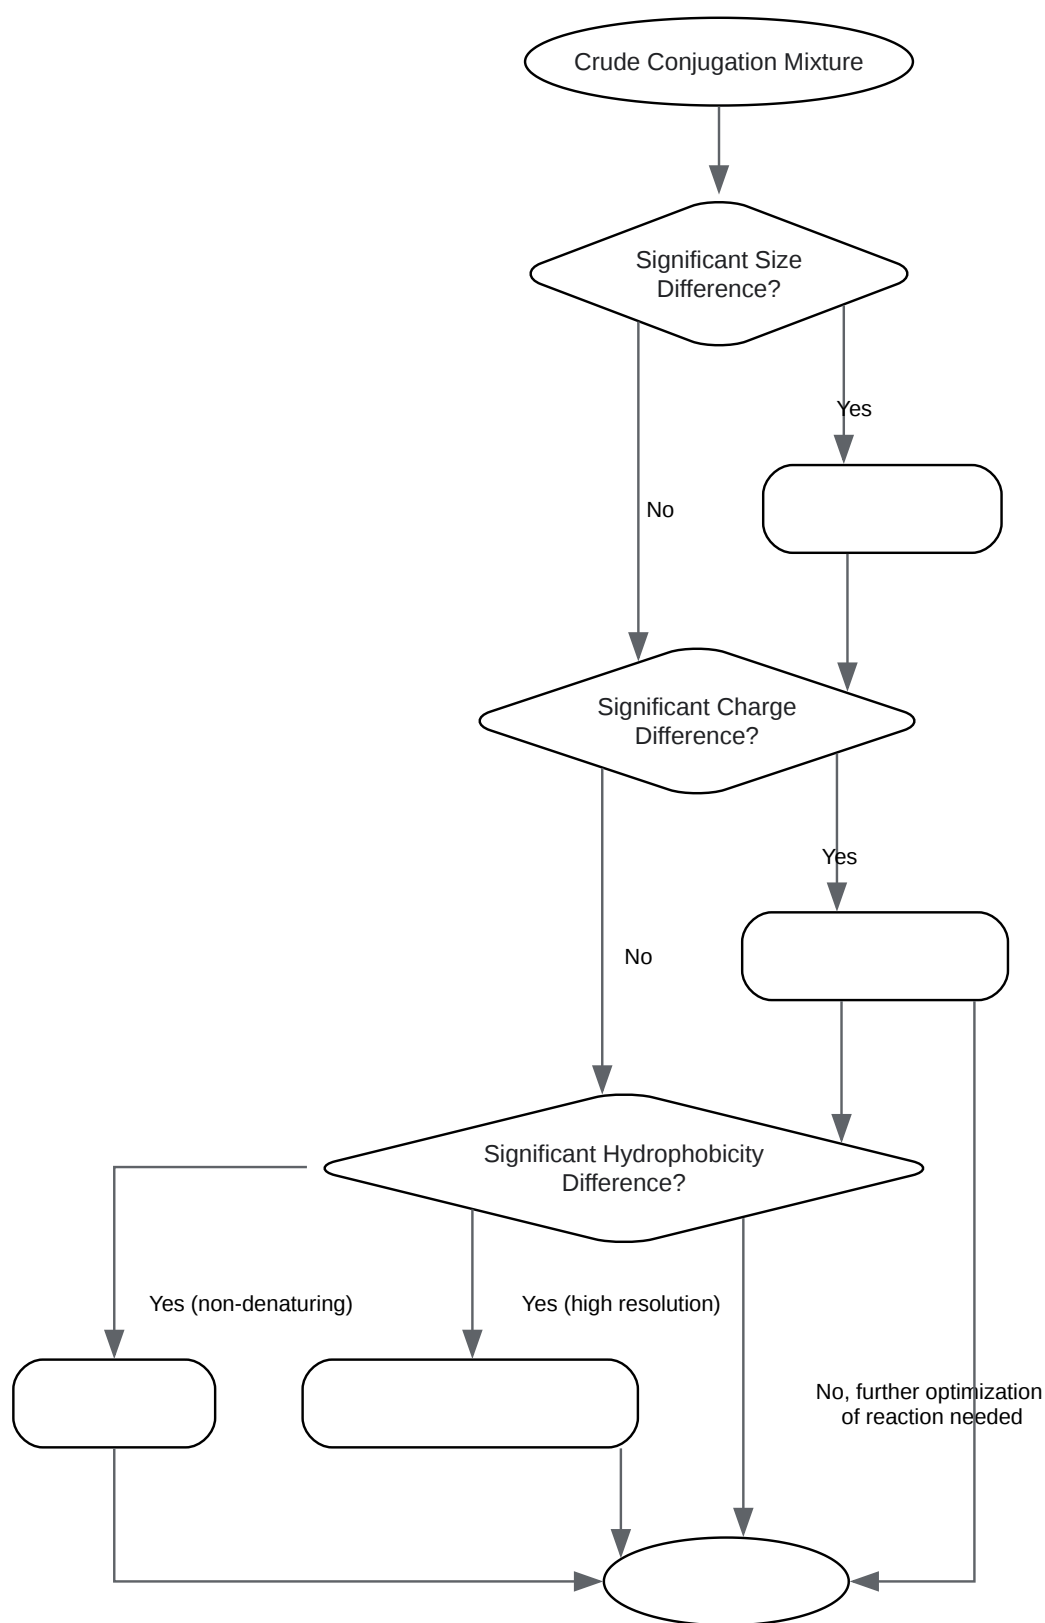 Crude Conjugation Mixture
Significant Size
Difference?
Yes
No
Significant Charge
Difference?
Yes
No
Significant Hydrophobicity
Difference?
Yes (non-denaturing)
Yes (high resolution)
No, further optimization
of reaction needed